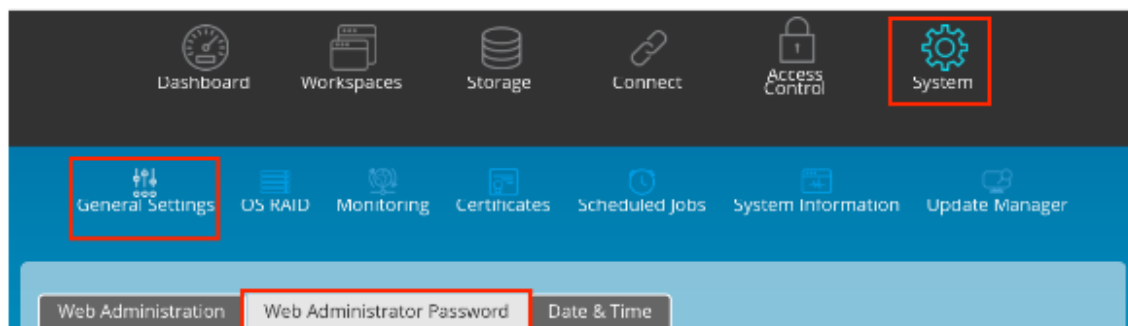 Dashboard Workspaces Storage Connect Access Control System
General Settings OS RAID Monitoring Certificates Scheduled Jobs System Information Update Manager
Web Administration Web Administrator Password Date & Time